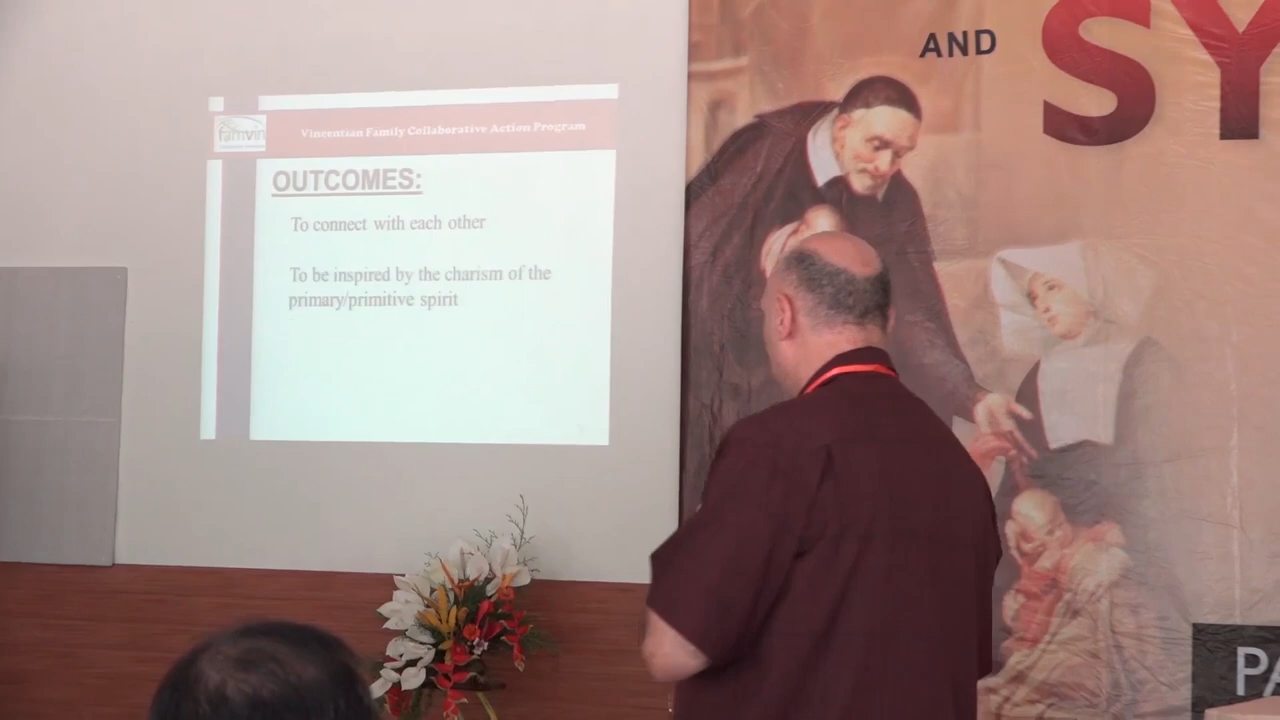 AND
SY
famvin
Vincentian Family Collaborative Action Program
OUTCOMES:
To connect with each other
To be inspired by the charism of the
primary/primitive spirit
PA